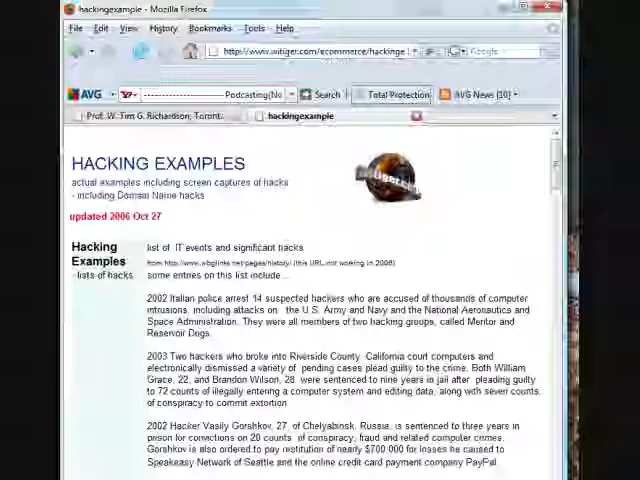 hackingexample - Mozilla Firefox
File Edit View History Bookmarks Tools Help
http://www.witiger.com/ecommerce/hackinge Google
AVG Podcasting(No Search Total Protection AVG News [10]
Prof. W. Tim G. Richardson; Toront... hackingexample
HACKING EXAMPLES
actual examples including screen captures of hacks
- including Domain Name hacks
witiger.com
updated 2006 Oct 27
Hacking
Examples
- lists of hacks
list of IT events and significant hacks
from http://www.wbglinks.net/pages/history/ (this URL not working in 2006)
some entries on this list include ...
2002 Italian police arrest 14 suspected hackers who are accused of thousands of computer
intrusions, including attacks on the U.S. Army and Navy and the National Aeronautics and
Space Administration. They were all members of two hacking groups, called Mentor and
Reservoir Dogs.
2003 Two hackers who broke into Riverside County California court computers and
electronically dismissed a variety of pending cases plead guilty to the crime. Both William
Grace, 22, and Brandon Wilson, 28 were sentenced to nine years in jail after pleading guilty
to 72 counts of illegally entering a computer system and editing data, along with seven counts
of conspiracy to commit extortion
2002 Hacker Vasily Gorshkov, 27, of Chelyabinsk, Russia, is sentenced to three years in
prison for convictions on 20 counts of conspiracy, fraud and related computer crimes.
Gorshkov is also ordered to pay restitution of nearly $700 000 for losses he caused to
Speakeasy Network of Seattle and the online credit card payment company PayPal